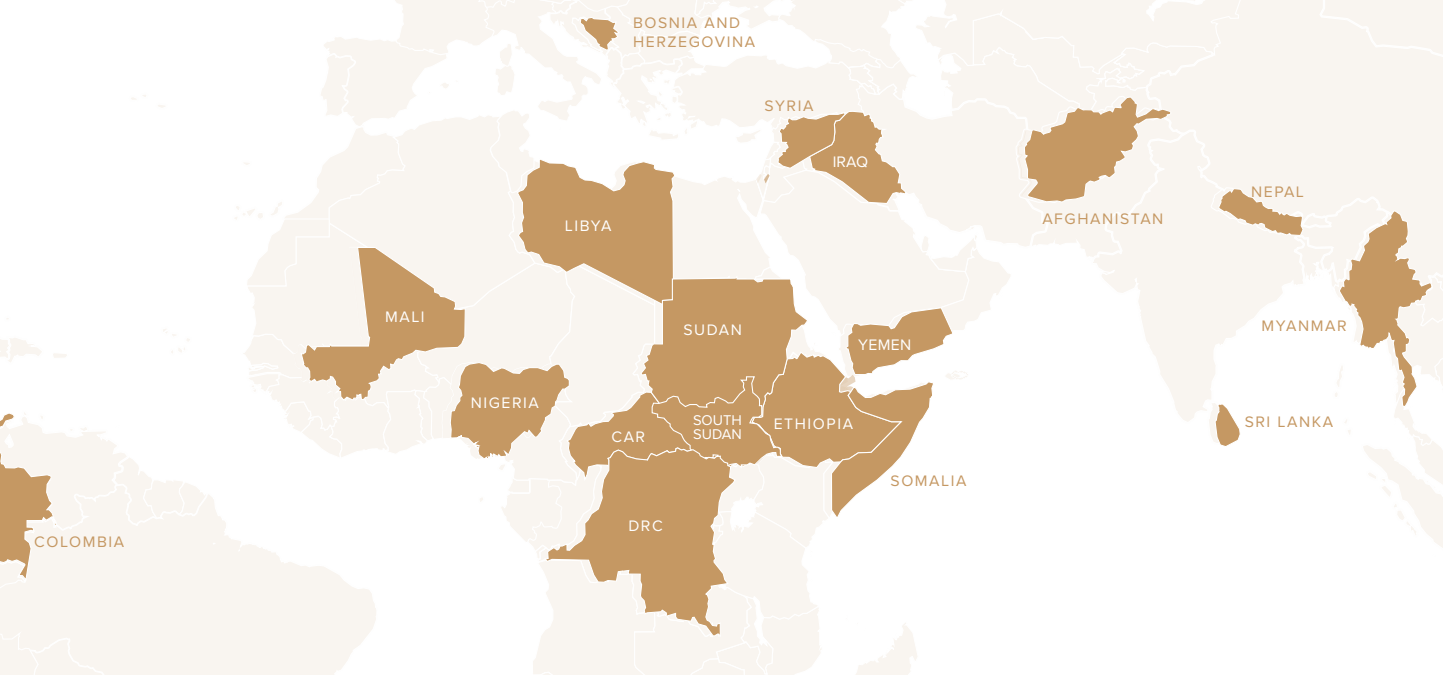 BOSNIA AND
HERZEGOVINA
SYRIA
IRAQ
NEPAL
AFGHANISTAN
LIBYA
MALI
SUDAN
MYANMAR
YEMEN
NIGERIA
SOUTH
SUDAN
ETHIOPIA
SRI LANKA
CAR
SOMALIA
DRC
COLOMBIA